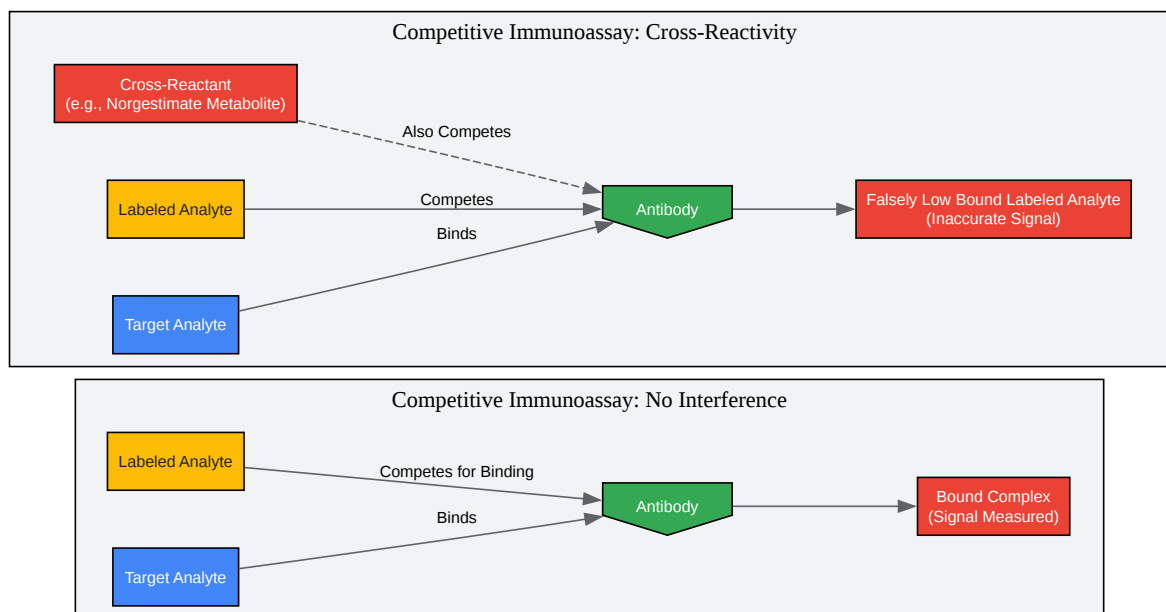 Competitive Immunoassay: Cross-Reactivity
Cross-Reactant
(e.g., Norgestimate Metabolite)
Also Competes
Labeled Analyte
Competes
Antibody
Falsely Low Bound Labeled Analyte
(Inaccurate Signal)
Binds
Target Analyte
Competitive Immunoassay: No Interference
Labeled Analyte
Competes for Binding
Antibody
Bound Complex
(Signal Measured)
Binds
Target Analyte